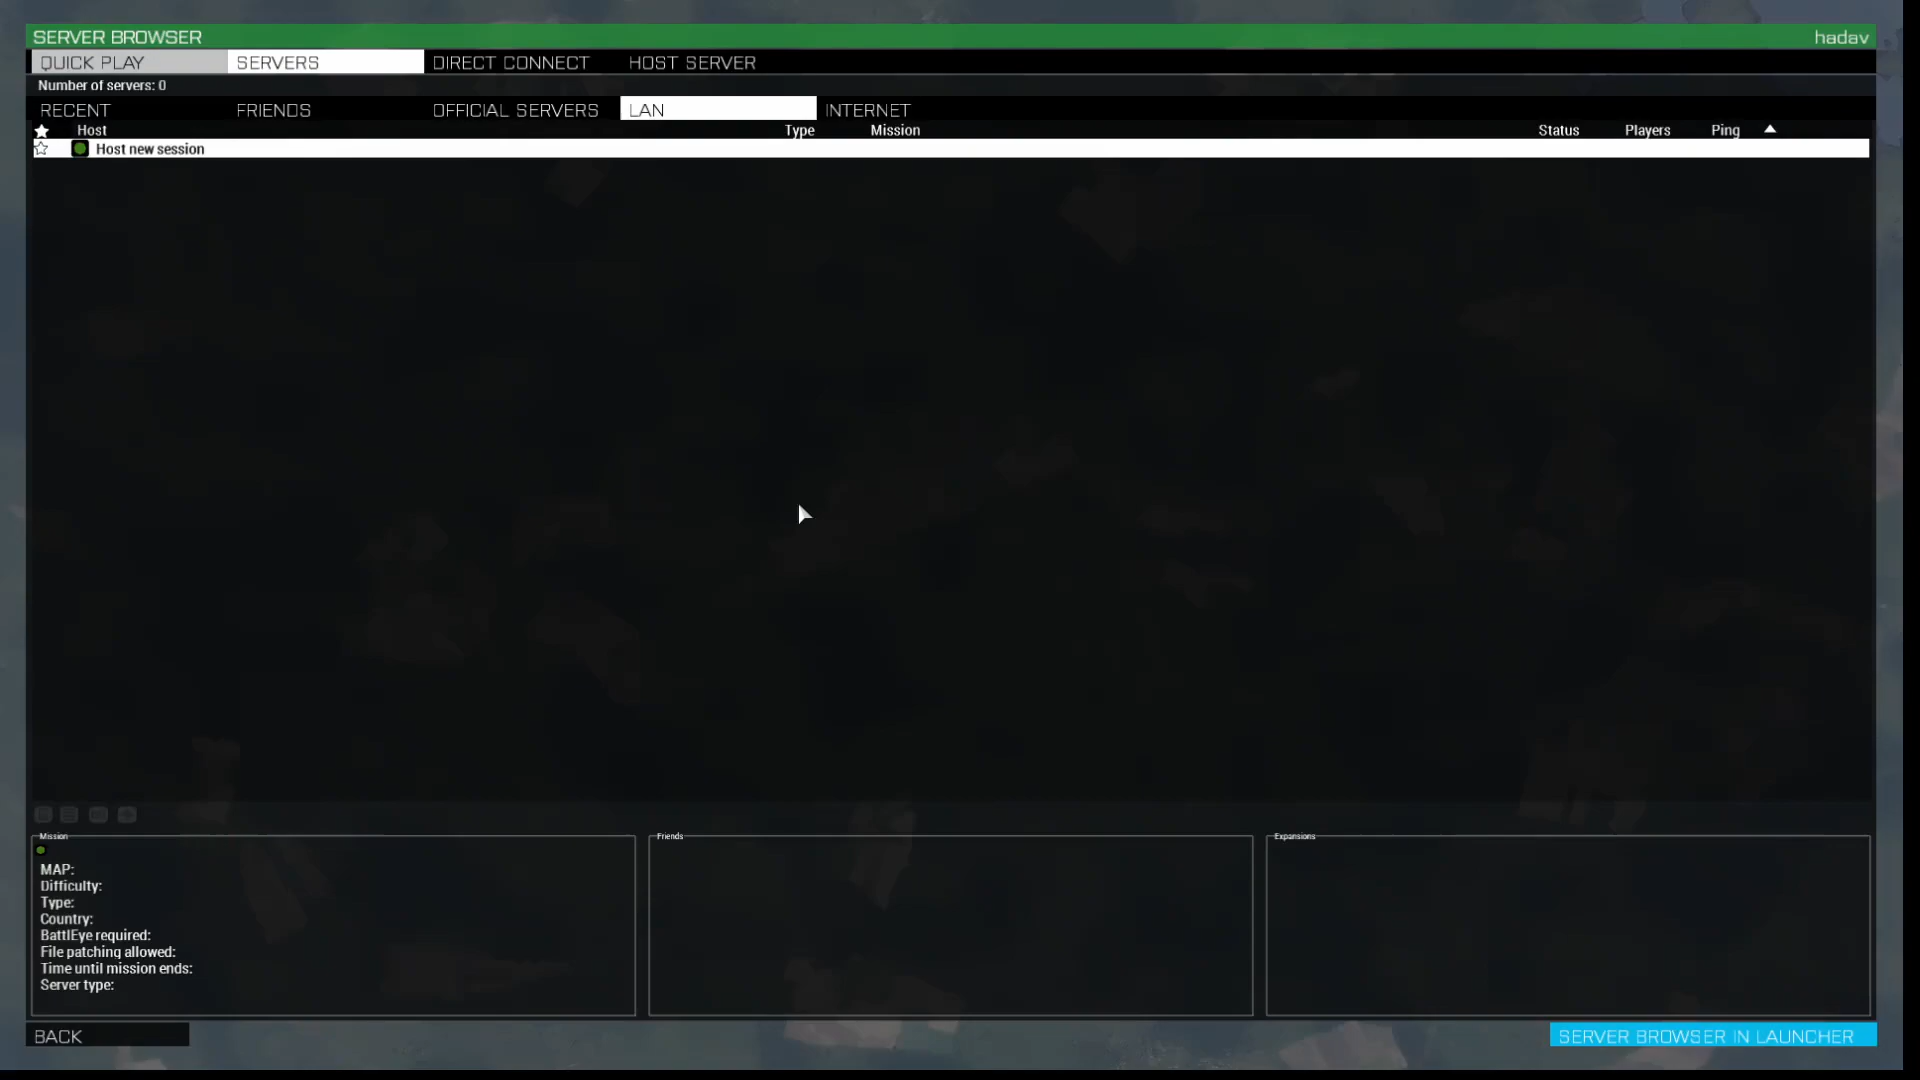 SERVER BROWSER hadav
QUICK PLAY SERVERS DIRECT CONNECT HOST SERVER
Number of servers: 0
RECENT FRIENDS OFFICIAL SERVERS LAN INTERNET
Host Type Mission Status Players Ping
Host new session
Mission Friends Expansions
MAP:
Difficulty:
Type:
Country:
BattlEye required:
File patching allowed:
Time until mission ends:
Server type:
BACK SERVER BROWSER IN LAUNCHER